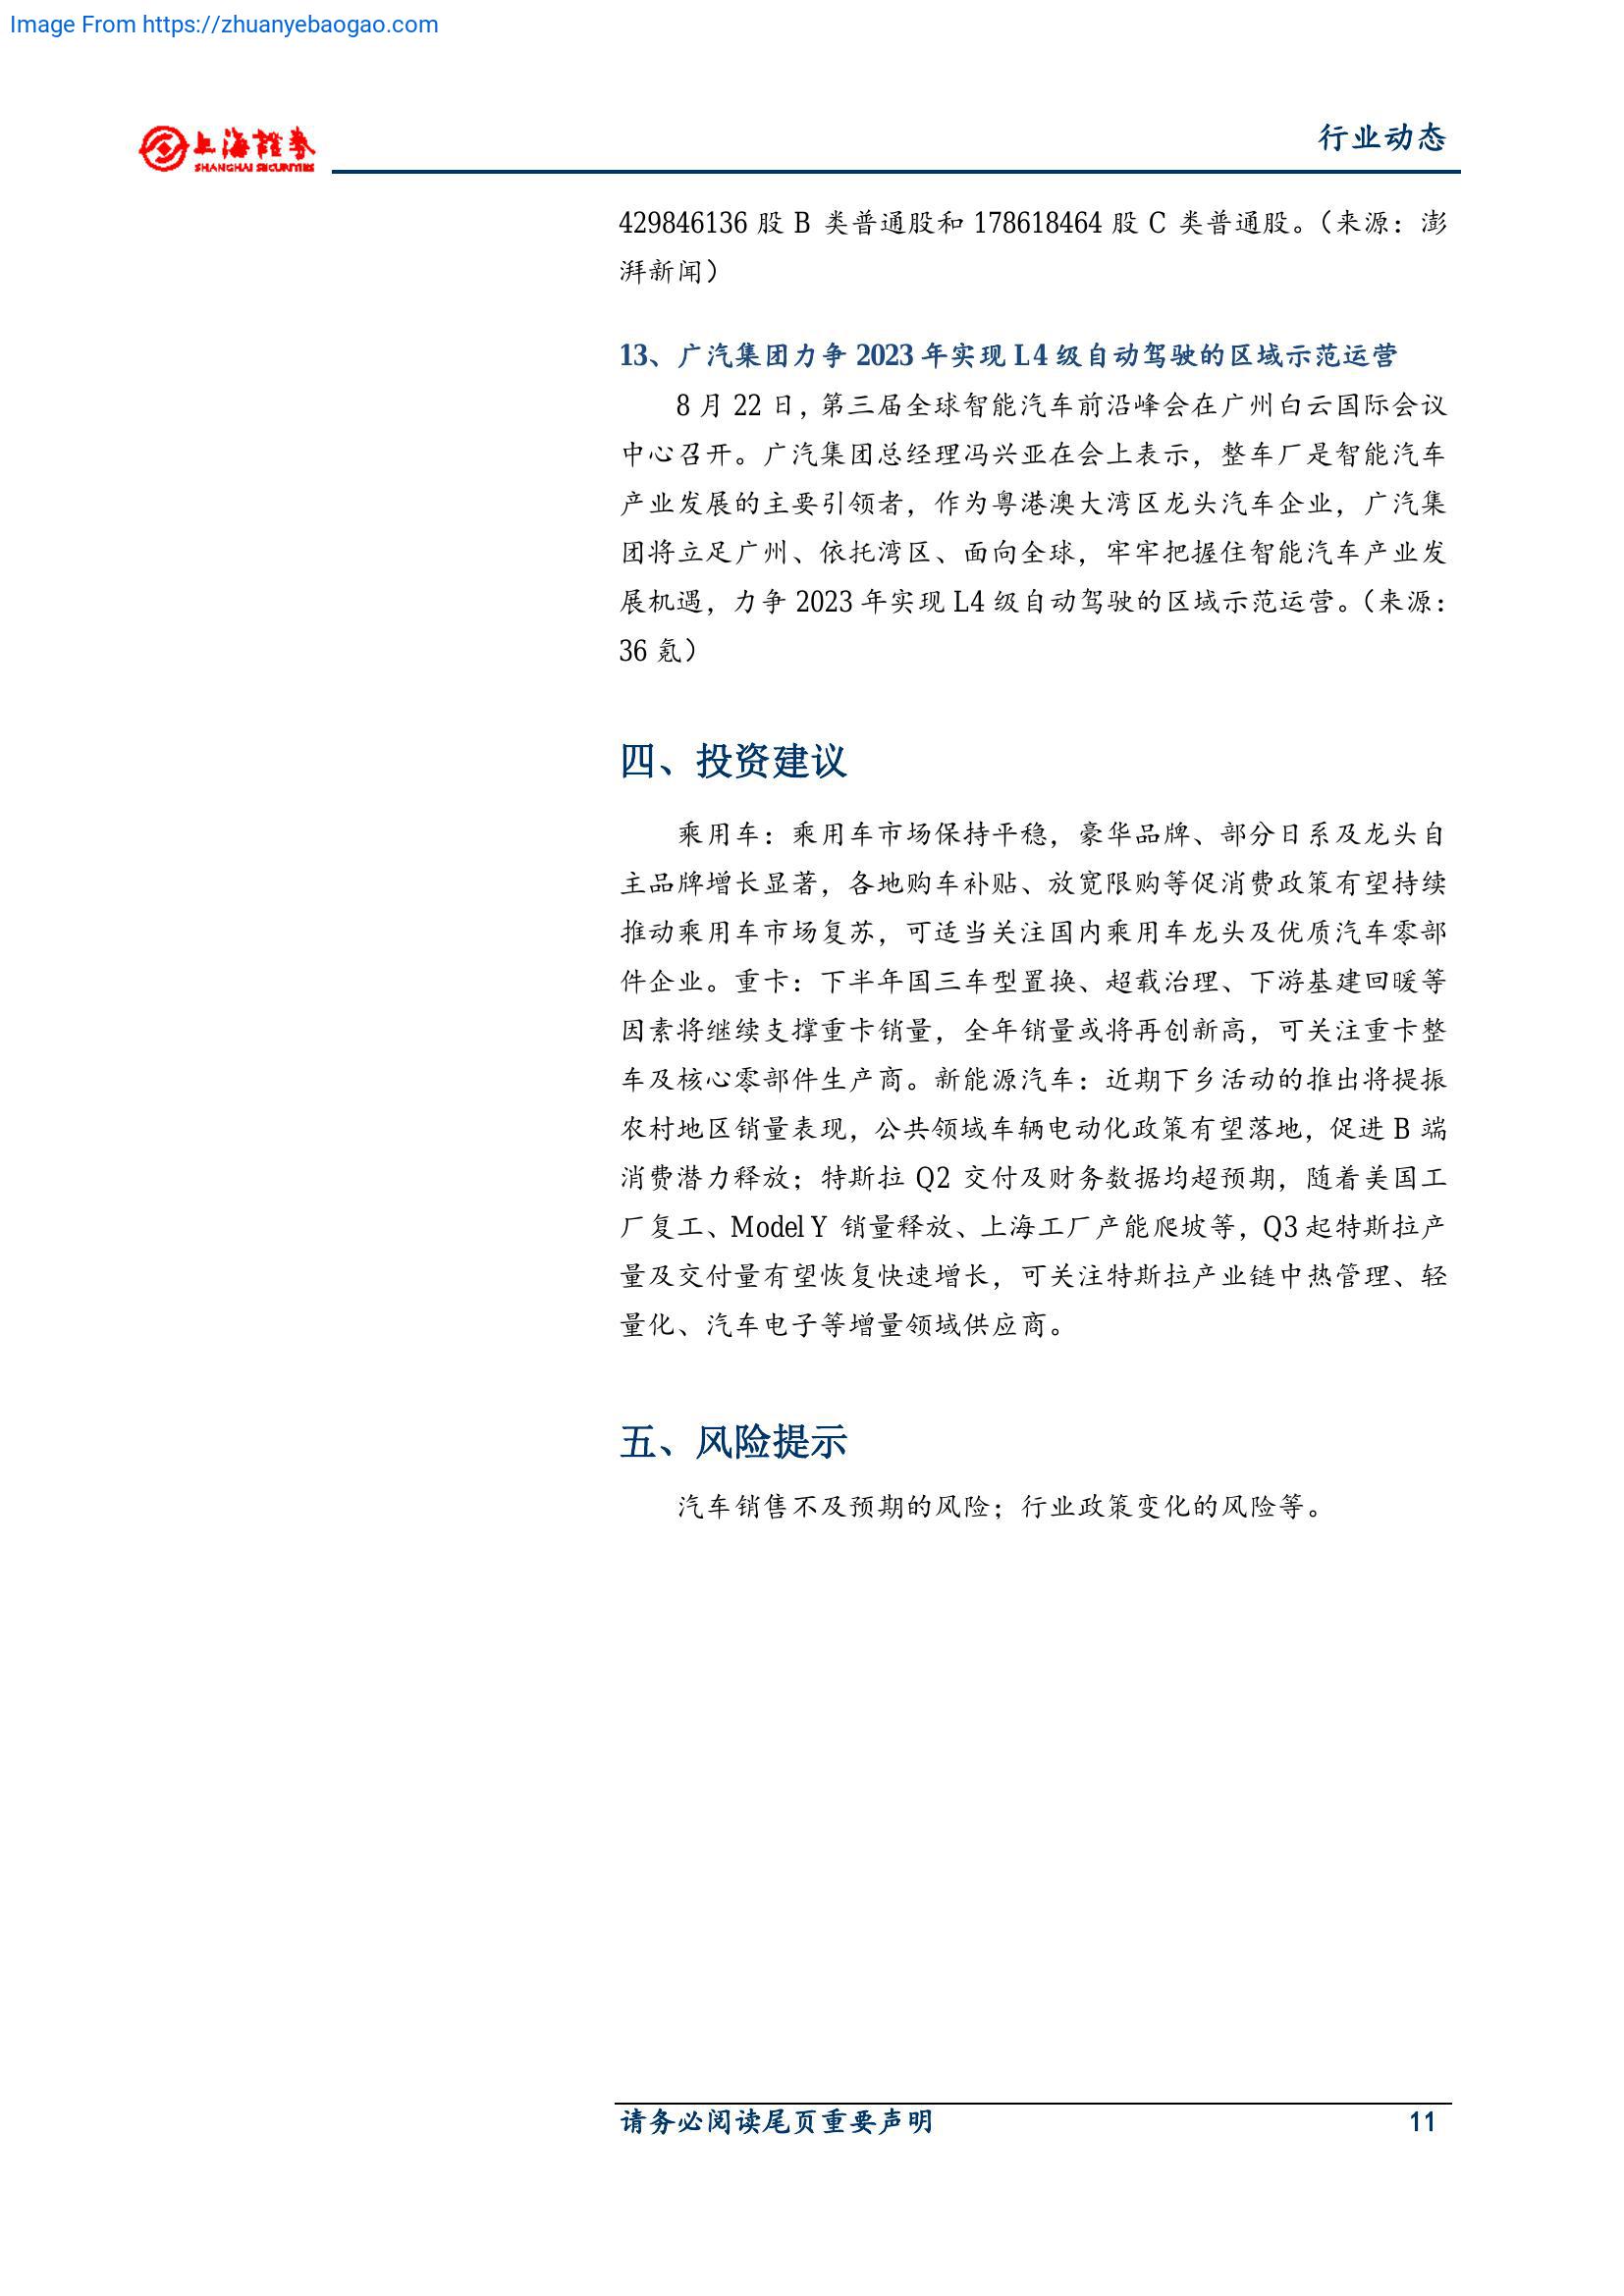 Image From https://zhuanyebaogao.com
上海證券
SHANGHAI SECURITIES
行业动态
429846136 股 B 类普通股和 178618464 股 C 类普通股。（来源：澎
湃新闻）
13、广汽集团力争 2023 年实现 L4 级自动驾驶的区域示范运营
8 月 22 日，第三届全球智能汽车前沿峰会在广州白云国际会议
中心召开。广汽集团总经理冯兴亚在会上表示，整车厂是智能汽车
产业发展的主要引领者，作为粤港澳大湾区龙头汽车企业，广汽集
团将立足广州、依托湾区、面向全球，牢牢把握住智能汽车产业发
展机遇，力争 2023 年实现 L4 级自动驾驶的区域示范运营。（来源：
36 氪）
四、投资建议
乘用车：乘用车市场保持平稳，豪华品牌、部分日系及龙头自
主品牌增长显著，各地购车补贴、放宽限购等促消费政策有望持续
推动乘用车市场复苏，可适当关注国内乘用车龙头及优质汽车零部
件企业。重卡：下半年国三车型置换、超载治理、下游基建回暖等
因素将继续支撑重卡销量，全年销量或将再创新高，可关注重卡整
车及核心零部件生产商。新能源汽车：近期下乡活动的推出将提振
农村地区销量表现，公共领域车辆电动化政策有望落地，促进 B 端
消费潜力释放；特斯拉 Q2 交付及财务数据均超预期，随着美国工
厂复工、Model Y 销量释放、上海工厂产能爬坡等，Q3 起特斯拉产
量及交付量有望恢复快速增长，可关注特斯拉产业链中热管理、轻
量化、汽车电子等增量领域供应商。
五、风险提示
汽车销售不及预期的风险；行业政策变化的风险等。
请务必阅读尾页重要声明
11